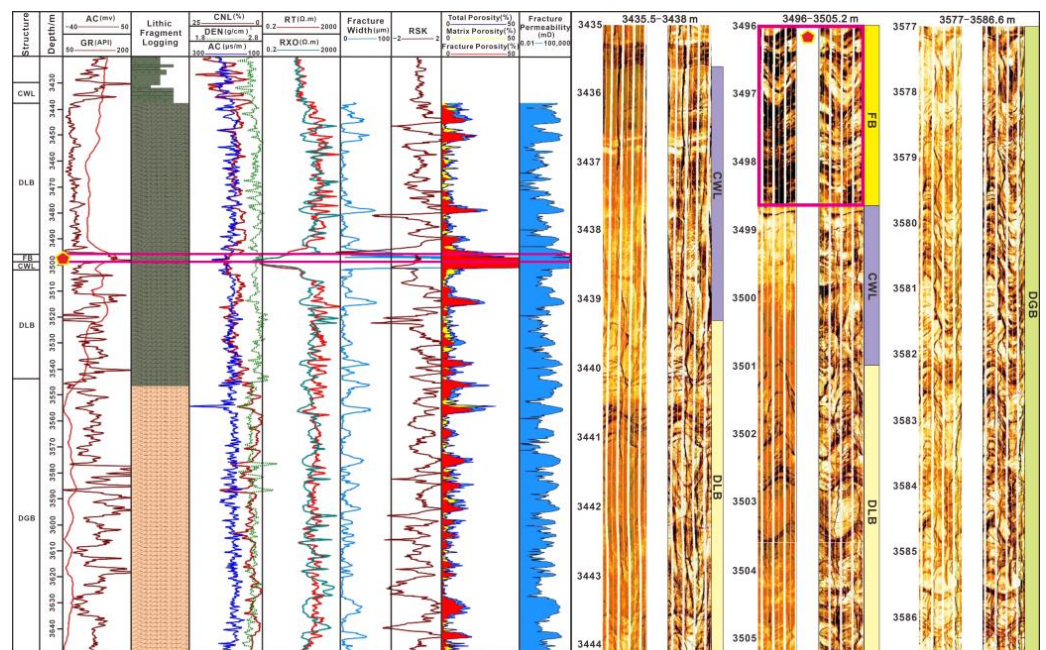 Structure
Depth/m
AC(mv)
-40 50
GR(API)
50 200
Lithic
Fragment
Logging
CNL(%)
25 0
DEN(g/cm³)
1.8 2.8
AC (μs/m)
300 100
RT(Ω.m)
0.2 2000
RXO(Ω.m)
0.2 2000
Fracture
Width(μm)
0 38
RSK
-2 2
Total Porosity(%)
0 50
Matrix Porosity(%)
0 50
Fracture Porosity(%)
0 50
Fracture
Permeability
(mD)
0.01 100,000
CWL
DLB
FB
CWL
DLB
DGB
3430
3440
3450
3460
3470
3480
3490
3500
3510
3520
3530
3540
3550
3560
3570
3580
3590
3600
3610
3620
3630
3640
3435.5-3438 m
3435
3436
3437
3438
3439
3440
3441
3442
3443
3444
CWL
DLB
3496-3505.2 m
3496
3497
3498
3499
3500
3501
3502
3503
3504
3505
FB
CWL
DLB
3577-3586.6 m
3577
3578
3579
3580
3581
3582
3583
3584
3585
3586
DGB